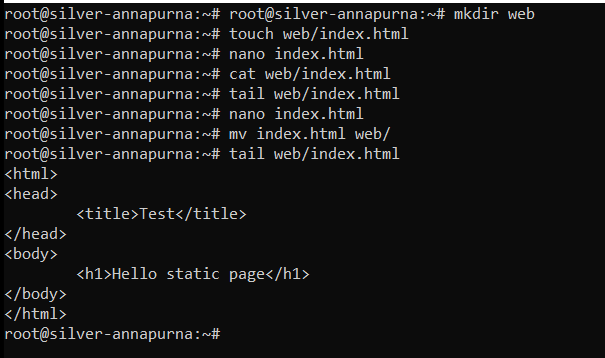 root@silver-annapurna:~# root@silver-annapurna:~# mkdir web
root@silver-annapurna:~# touch web/index.html
root@silver-annapurna:~# nano index.html
root@silver-annapurna:~# cat web/index.html
root@silver-annapurna:~# tail web/index.html
root@silver-annapurna:~# nano index.html
root@silver-annapurna:~# mv index.html web/
root@silver-annapurna:~# tail web/index.html
<html>
<head>
        <title>Test</title>
</head>
<body>
        <h1>Hello static page</h1>
</body>
</html>
root@silver-annapurna:~#